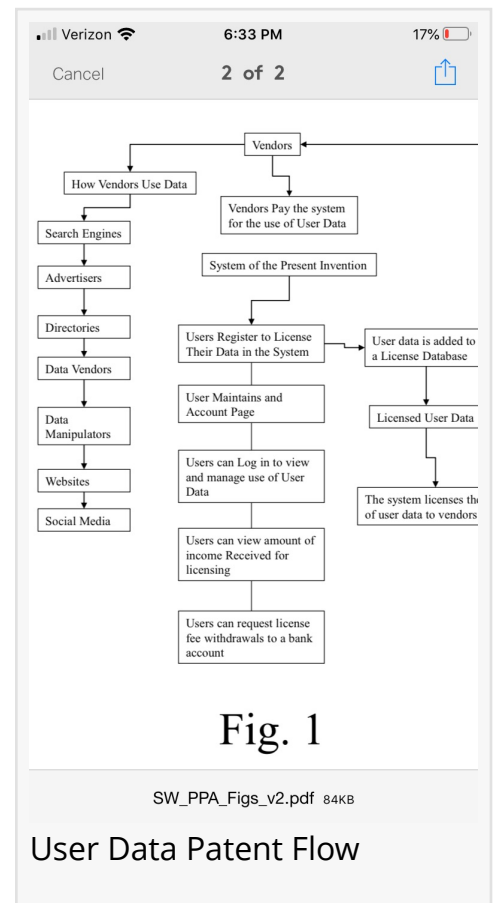 Verizon
6:33 PM
17%
Cancel
2 of 2
Vendors
How Vendors Use Data
Vendors Pay the system
for the use of User Data
Search Engines
Advertisers
Directories
Data Vendors
Data
Manipulators
Websites
Social Media
System of the Present Invention
Users Register to License
Their Data in the System
User Maintains and
Account Page
Users can Log in to view
and manage use of User
Data
Users can view amount of
income Received for
licensing
Users can request license
fee withdrawals to a bank
account
User data is added to
a License Database
Licensed User Data
The system licenses the
of user data to vendors
Fig. 1
SW_PPA_Figs_v2.pdf 84KB
User Data Patent Flow